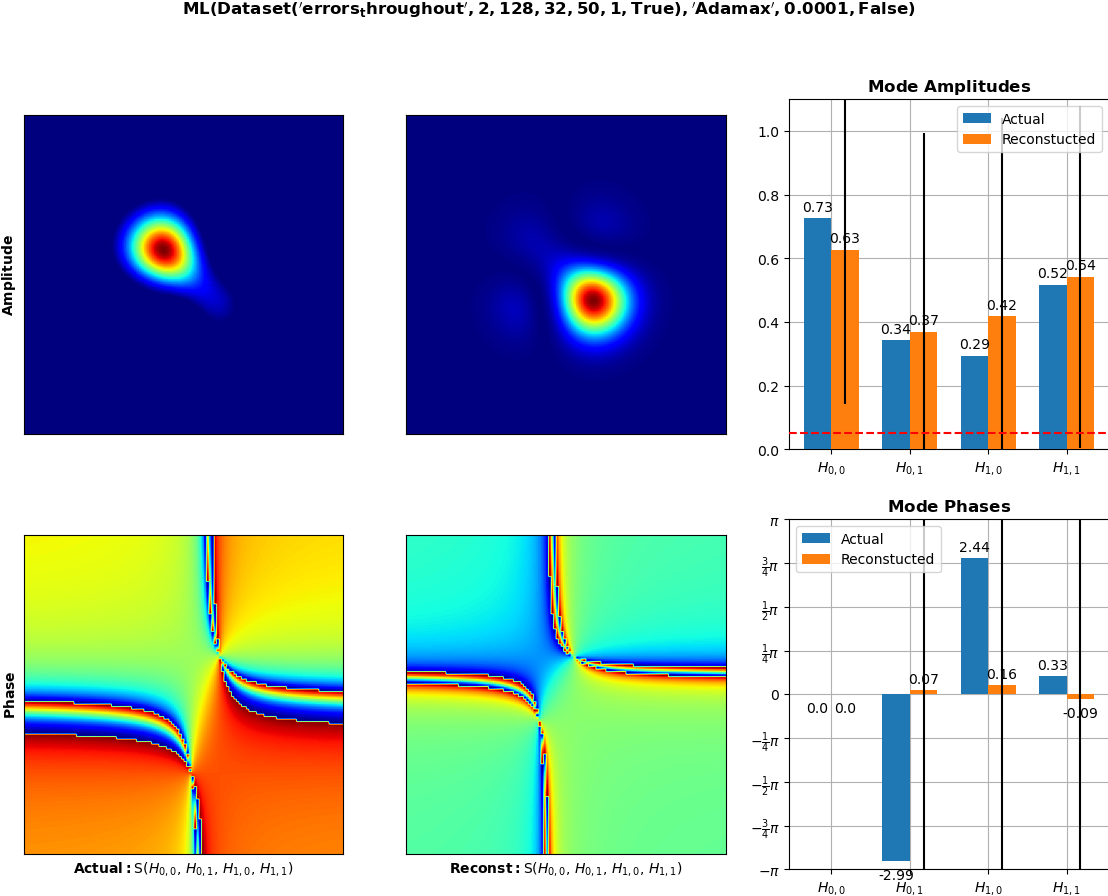 ML(Dataset('errors_throughout', 2, 128, 32, 50, 1, True), 'Adamax', 0.0001, False)
Amplitude
Mode Amplitudes
Actual
Reconstucted
1.0
0.8
0.6
0.4
0.2
0.0
0.73
0.63
0.34
0.37
0.29
0.42
0.52
0.54
H0,0
H0,1
H1,0
H1,1
Phase
Actual: S(H0,0, H0,1, H1,0, H1,1)
Reconst: S(H0,0, H0,1, H1,0, H1,1)
Mode Phases
Actual
Reconstucted
π
3/4π
1/2π
1/4π
0
−1/4π
−1/2π
−3/4π
−π
0.0
0.0
-2.99
0.07
2.44
0.16
0.33
-0.09
H0,0
H0,1
H1,0
H1,1